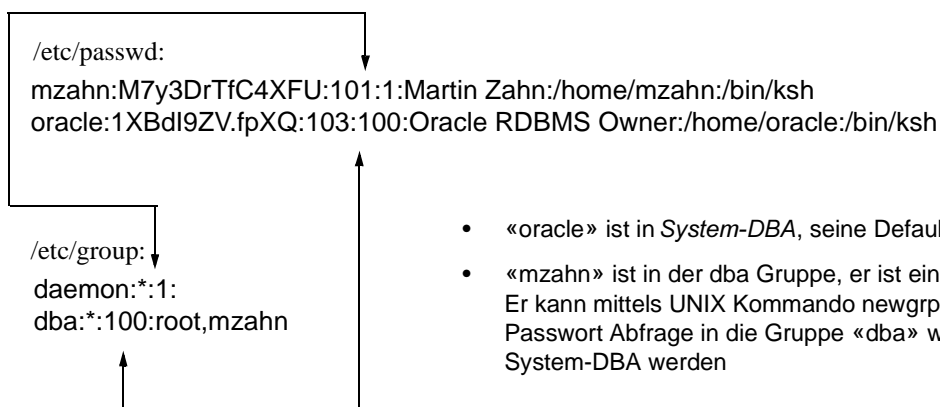 /etc/passwd:
mzahn:M7y3DrTfC4XFU:101:1:Martin Zahn:/home/mzahn:/bin/ksh
oracle:1XBdI9ZV.fpXQ:103:100:Oracle RDBMS Owner:/home/oracle:/bin/ksh
/etc/group:
daemon:*:1:
dba:*:100:root,mzahn
• «oracle» ist in System-DBA, seine Defaul
• «mzahn» ist in der dba Gruppe, er ist ein
Er kann mittels UNIX Kommando newgrp
Passwort Abfrage in die Gruppe «dba» w
System-DBA werden